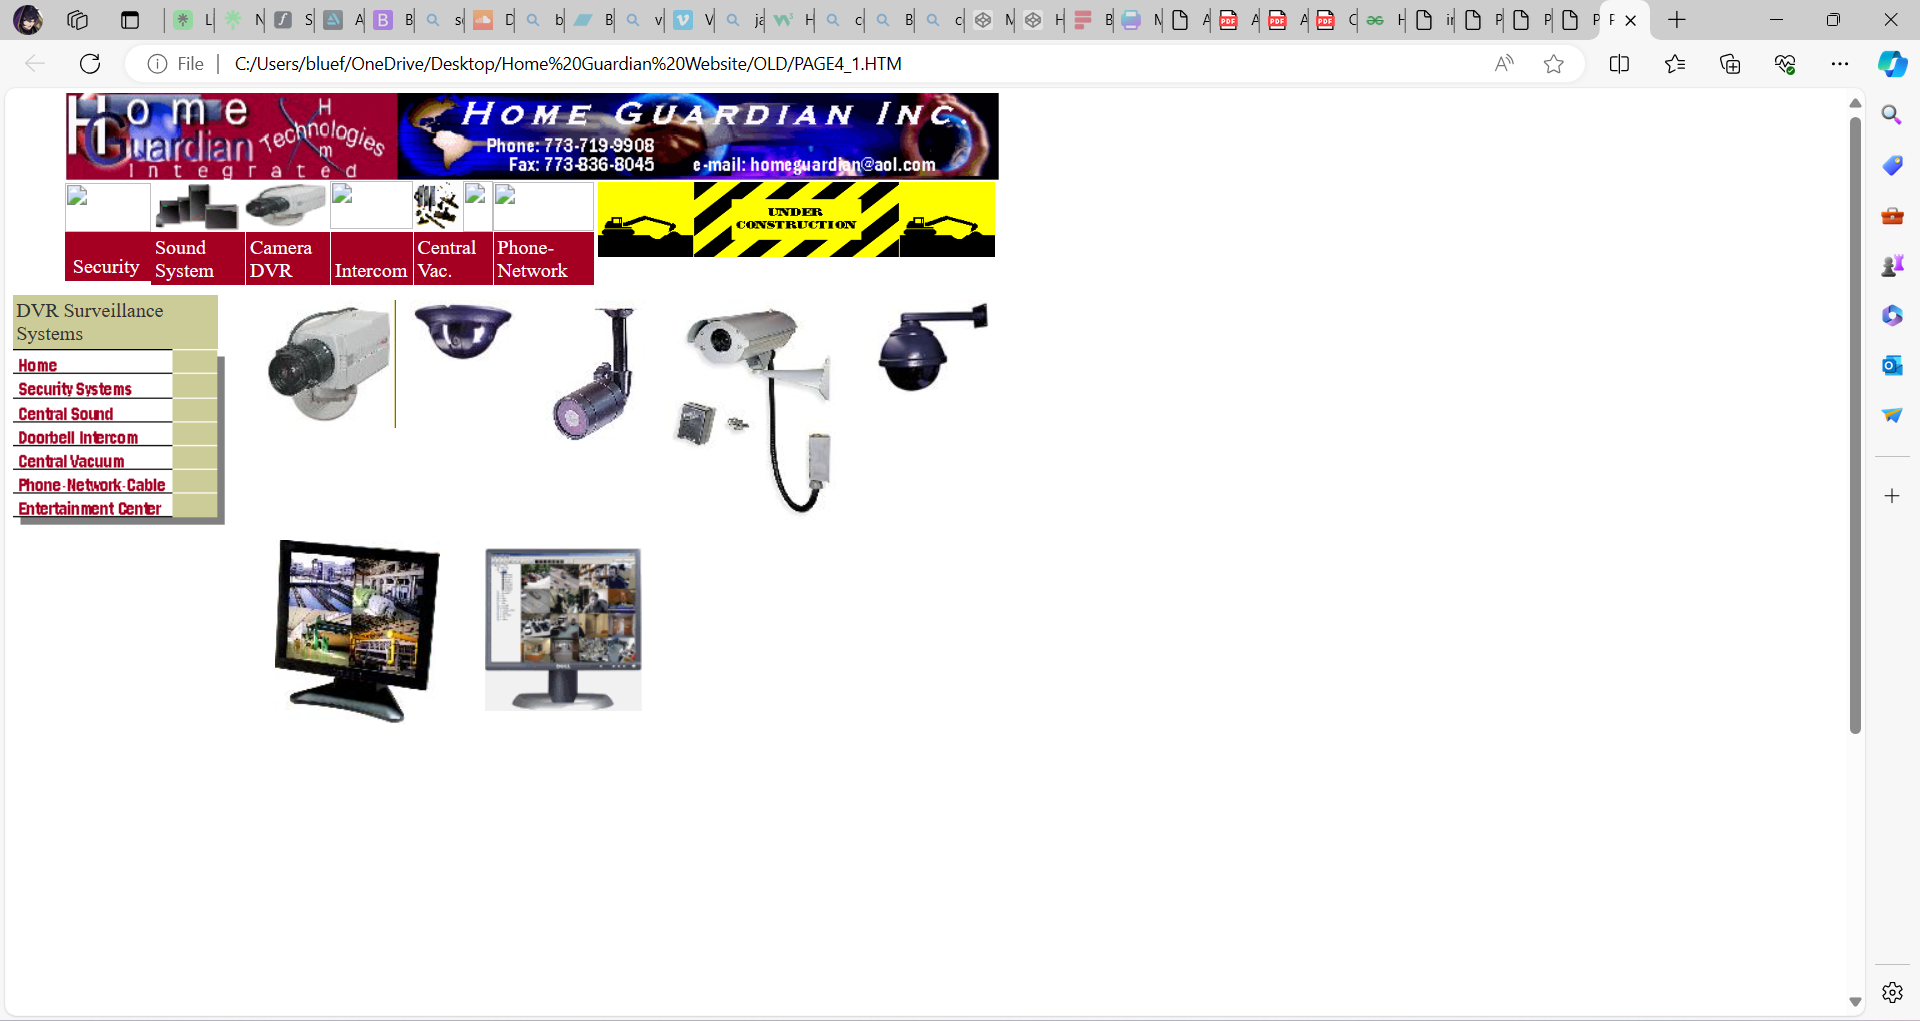 File
C:/Users/bluef/OneDrive/Desktop/Home%20Guardian%20Website/OLD/PAGE4_1.HTM
Home
Guardian
Integrated
Home
Technologies
HOME GUARDIAN INC.
Phone: 773-719-9908
Fax: 773-836-8045 e-mail: homeguardian@aol.com
UNDER
CONSTRUCTION
Security
Sound
System
Camera
DVR
Intercom
Central
Vac.
Phone-
Network
DVR Surveillance
Systems
Home
Security Systems
Central Sound
Doorbell Intercom
Central Vacuum
Phone-Network-Cable
Entertainment Center
DELL